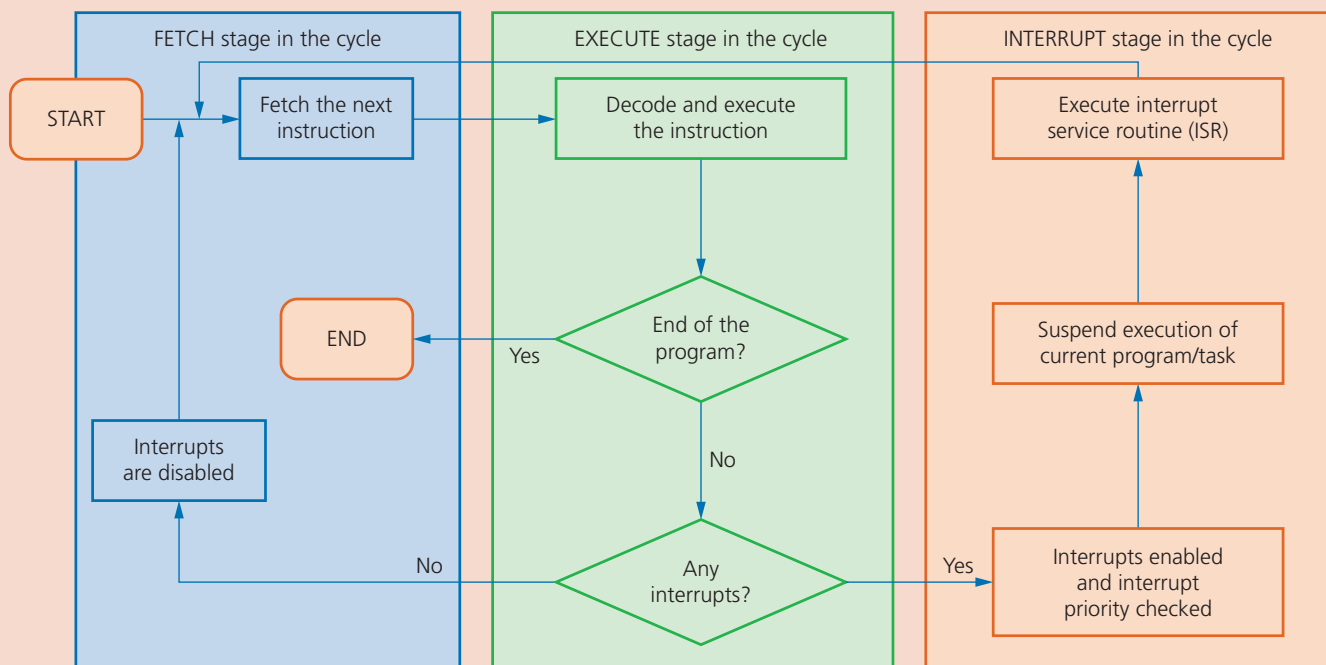 FETCH stage in the cycle
EXECUTE stage in the cycle
INTERRUPT stage in the cycle
START
Fetch the next
instruction
Decode and execute
the instruction
Execute interrupt
service routine (ISR)
END
Yes
End of the
program?
Suspend execution of
current program/task
Interrupts
are disabled
No
No
Any
interrupts?
Yes
Interrupts enabled
and interrupt
priority checked